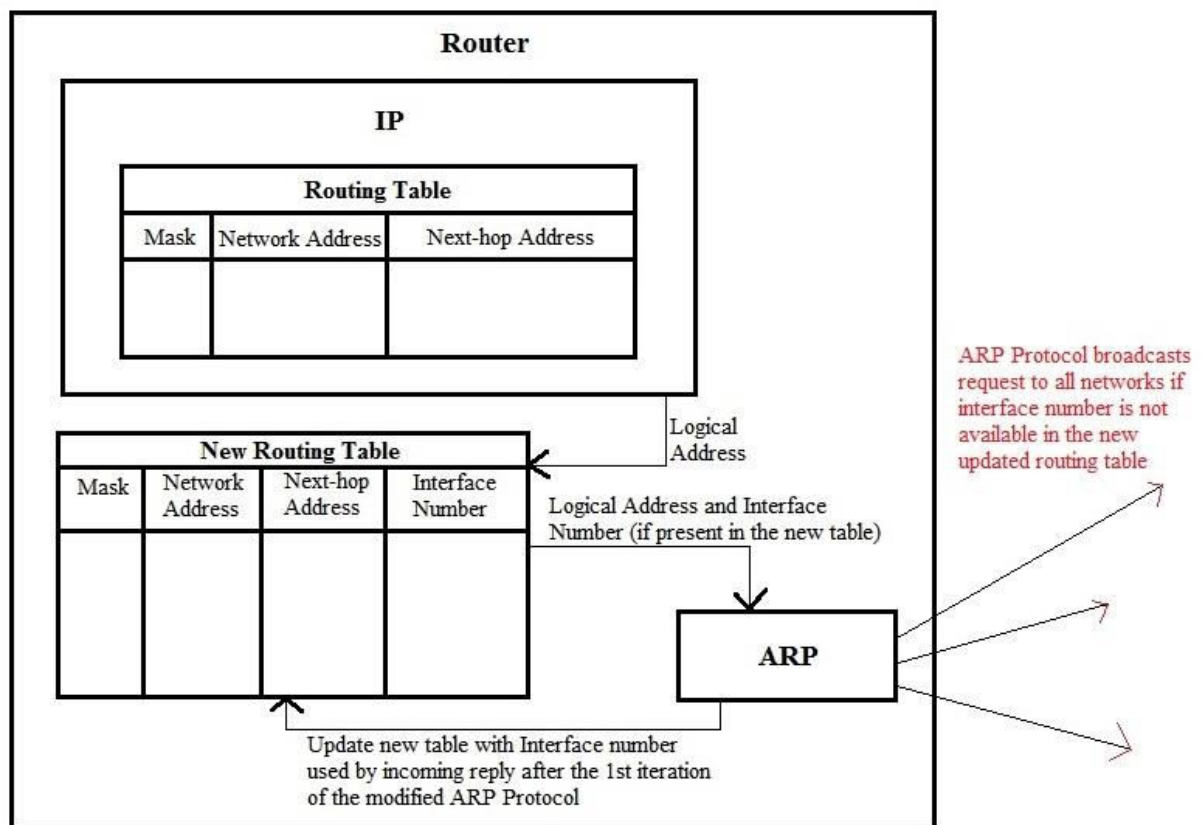 Router
IP
Routing Table
Mask
Network Address
Next-hop Address
Logical
Address
New Routing Table
Mask
Network
Address
Next-hop
Address
Interface
Number
Logical Address and Interface
Number (if present in the new table)
ARP
Update new table with Interface number
used by incoming reply after the 1st iteration
of the modified ARP Protocol
ARP Protocol broadcasts
request to all networks if
interface number is not
available in the new
updated routing table